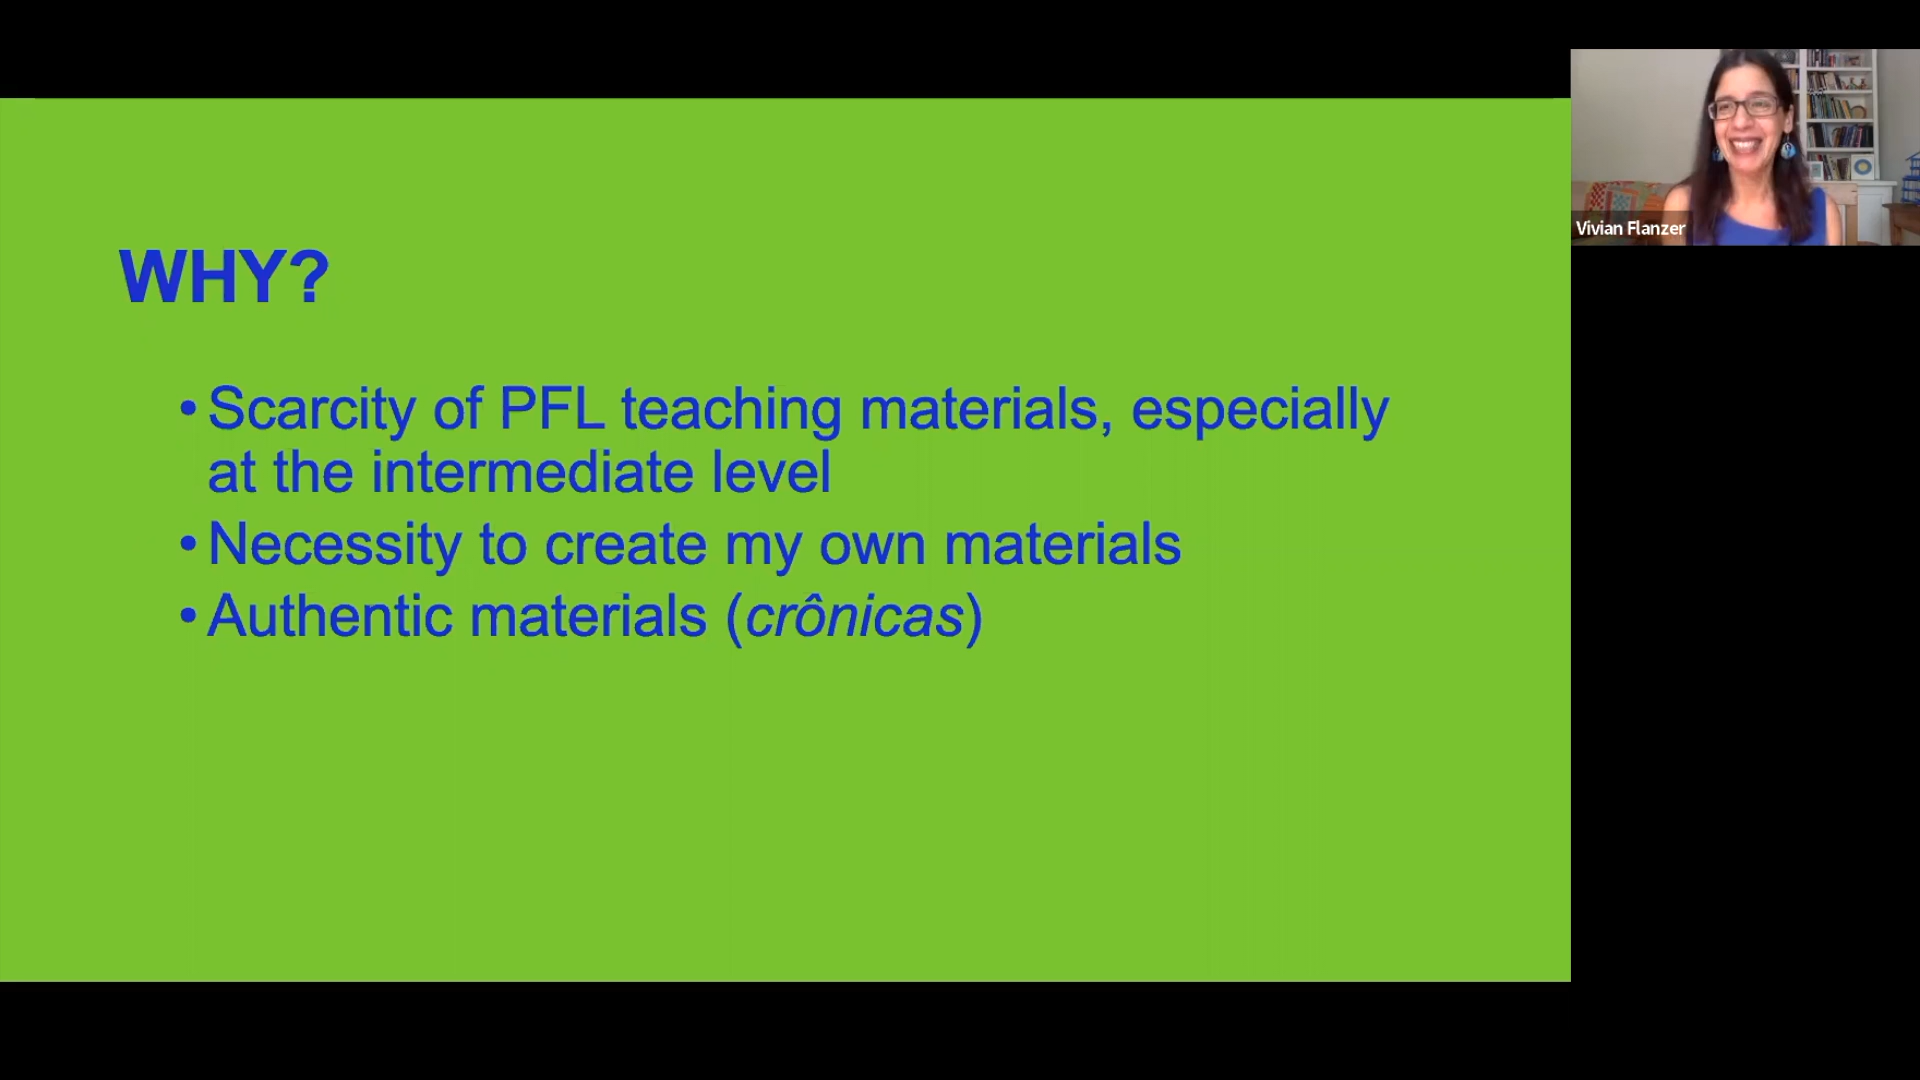 WHY?
• Scarcity of PFL teaching materials, especially
at the intermediate level
• Necessity to create my own materials
• Authentic materials (crônicas)
Vivian Flanzer